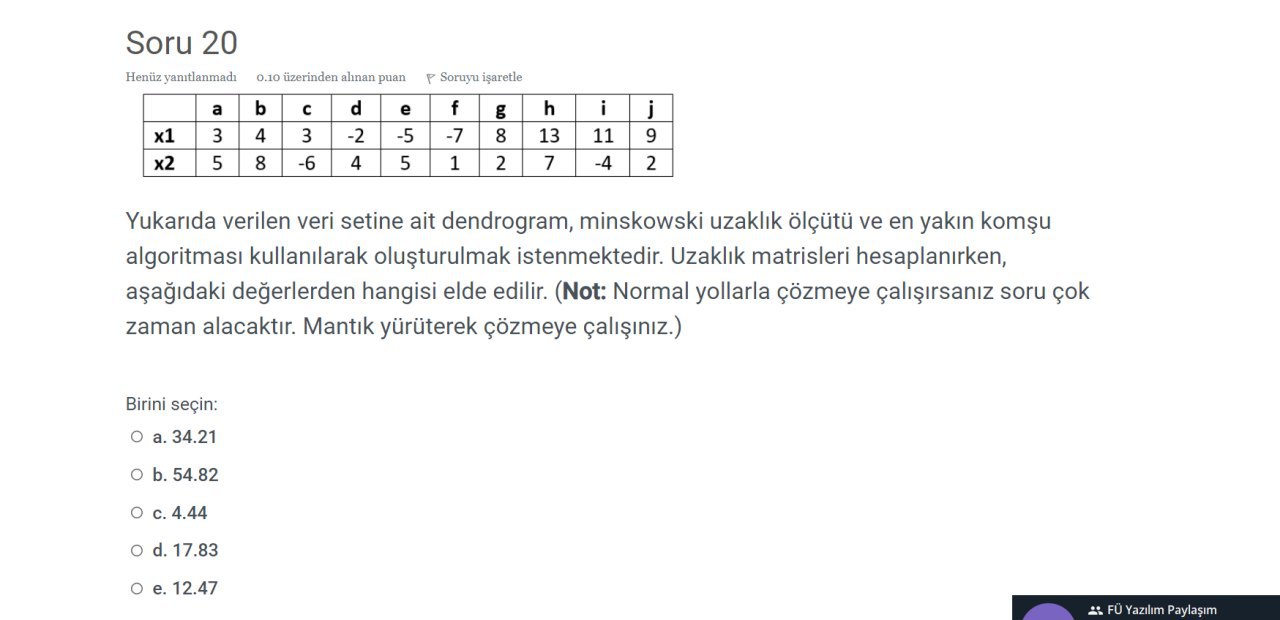 Soru 20
Henüz yanıtlanmadı 0.10 üzerinden alınan puan Soruyu işaretle
a b c d e f g h i j
x1 3 4 3 -2 -5 -7 8 13 11 9
x2 5 8 -6 4 5 1 2 7 -4 2
Yukarıda verilen veri setine ait dendrogram, minskowski uzaklık ölçütü ve en yakın komşu
algoritması kullanılarak oluşturulmak istenmektedir. Uzaklık matrisleri hesaplanırken,
aşağıdaki değerlerden hangisi elde edilir. (Not: Normal yollarla çözmeye çalışırsanız soru çok
zaman alacaktır. Mantık yürüterek çözmeye çalışınız.)
Birini seçin:
a. 34.21
b. 54.82
c. 4.44
d. 17.83
e. 12.47
FÜ Yazılım Paylaşım